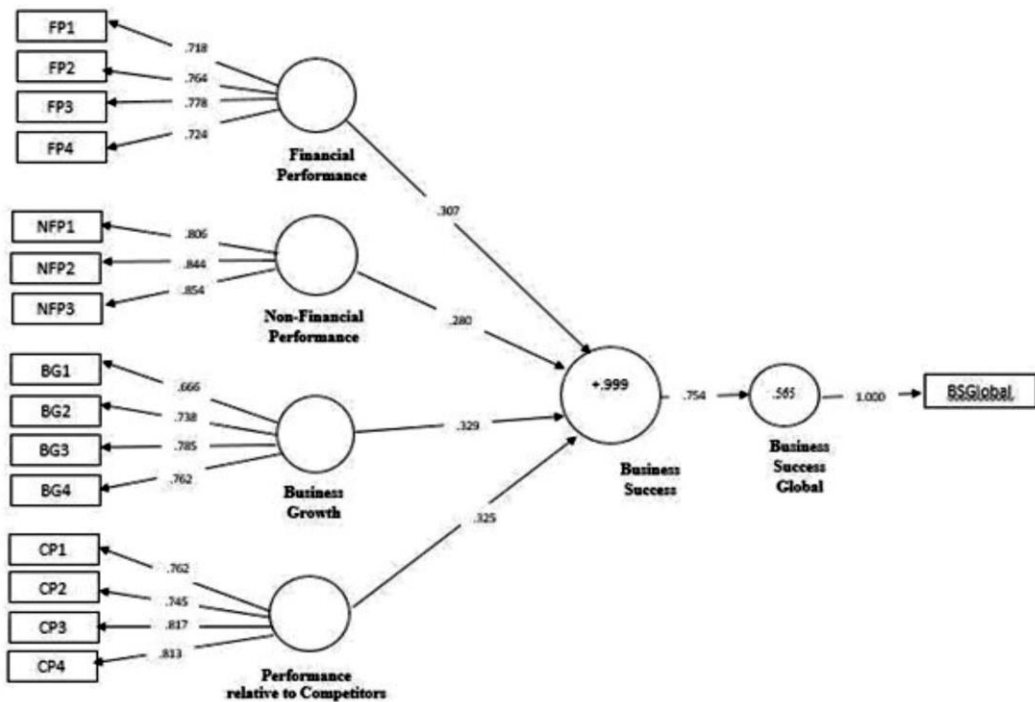 FP1
.718
FP2
.764
FP3
.778
FP4
.724
Financial
Performance
.307
NFP1
.806
NFP2
.844
NFP3
.854
Non-Financial
Performance
.280
BG1
.666
BG2
.738
BG3
.785
BG4
.762
Business
Growth
.329
+.999
Business
Success
.754
.565
Business
Success
Global
1.000
BSGlobal
CP1
.762
CP2
.745
CP3
.817
CP4
.813
.325
Performance
relative to Competitors